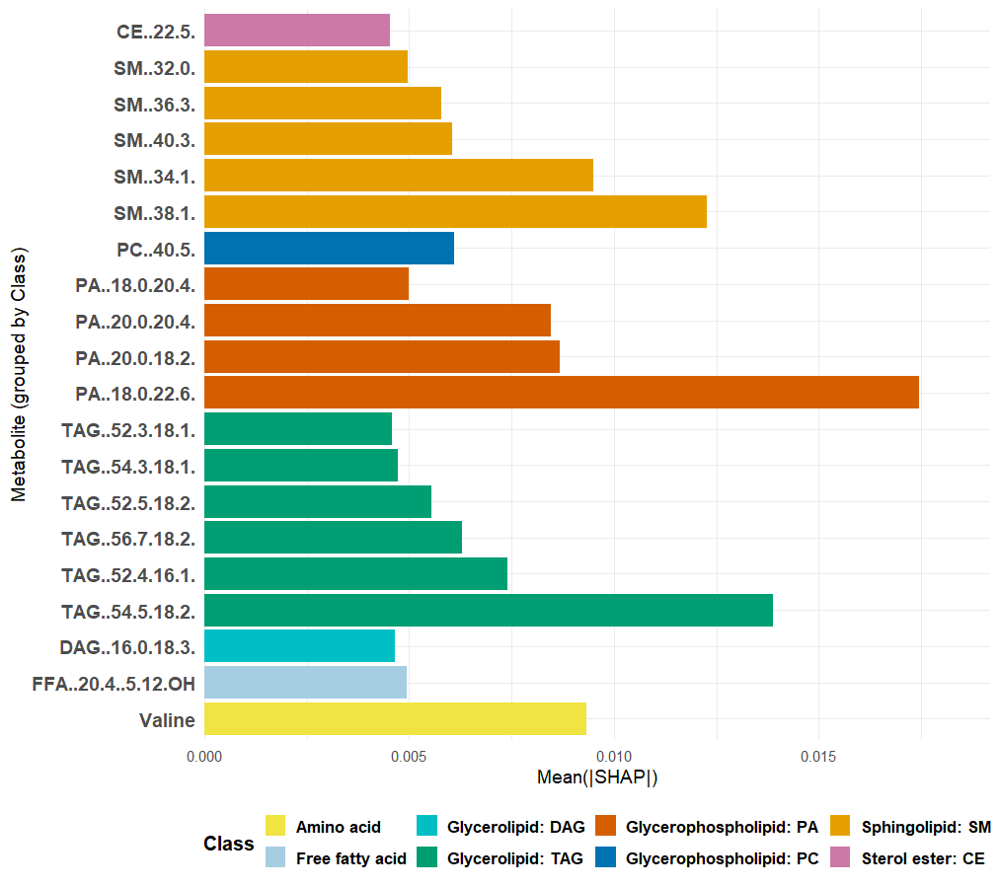 CE..22.5.
SM..32.0.
SM..36.3.
SM..40.3.
SM..34.1.
SM..38.1.
PC..40.5.
PA..18.0.20.4.
PA..20.0.20.4.
PA..20.0.18.2.
PA..18.0.22.6.
TAG..52.3.18.1.
TAG..54.3.18.1.
TAG..52.5.18.2.
TAG..56.7.18.2.
TAG..52.4.16.1.
TAG..54.5.18.2.
DAG..16.0.18.3.
FFA..20.4..5.12.OH
Valine
Metabolite (grouped by Class)
0.000 0.005 0.010 0.015
Mean(|SHAP|)
Class
Amino acid Glycerolipid: DAG Glycerophospholipid: PA Sphingolipid: SM
Free fatty acid Glycerolipid: TAG Glycerophospholipid: PC Sterol ester: CE